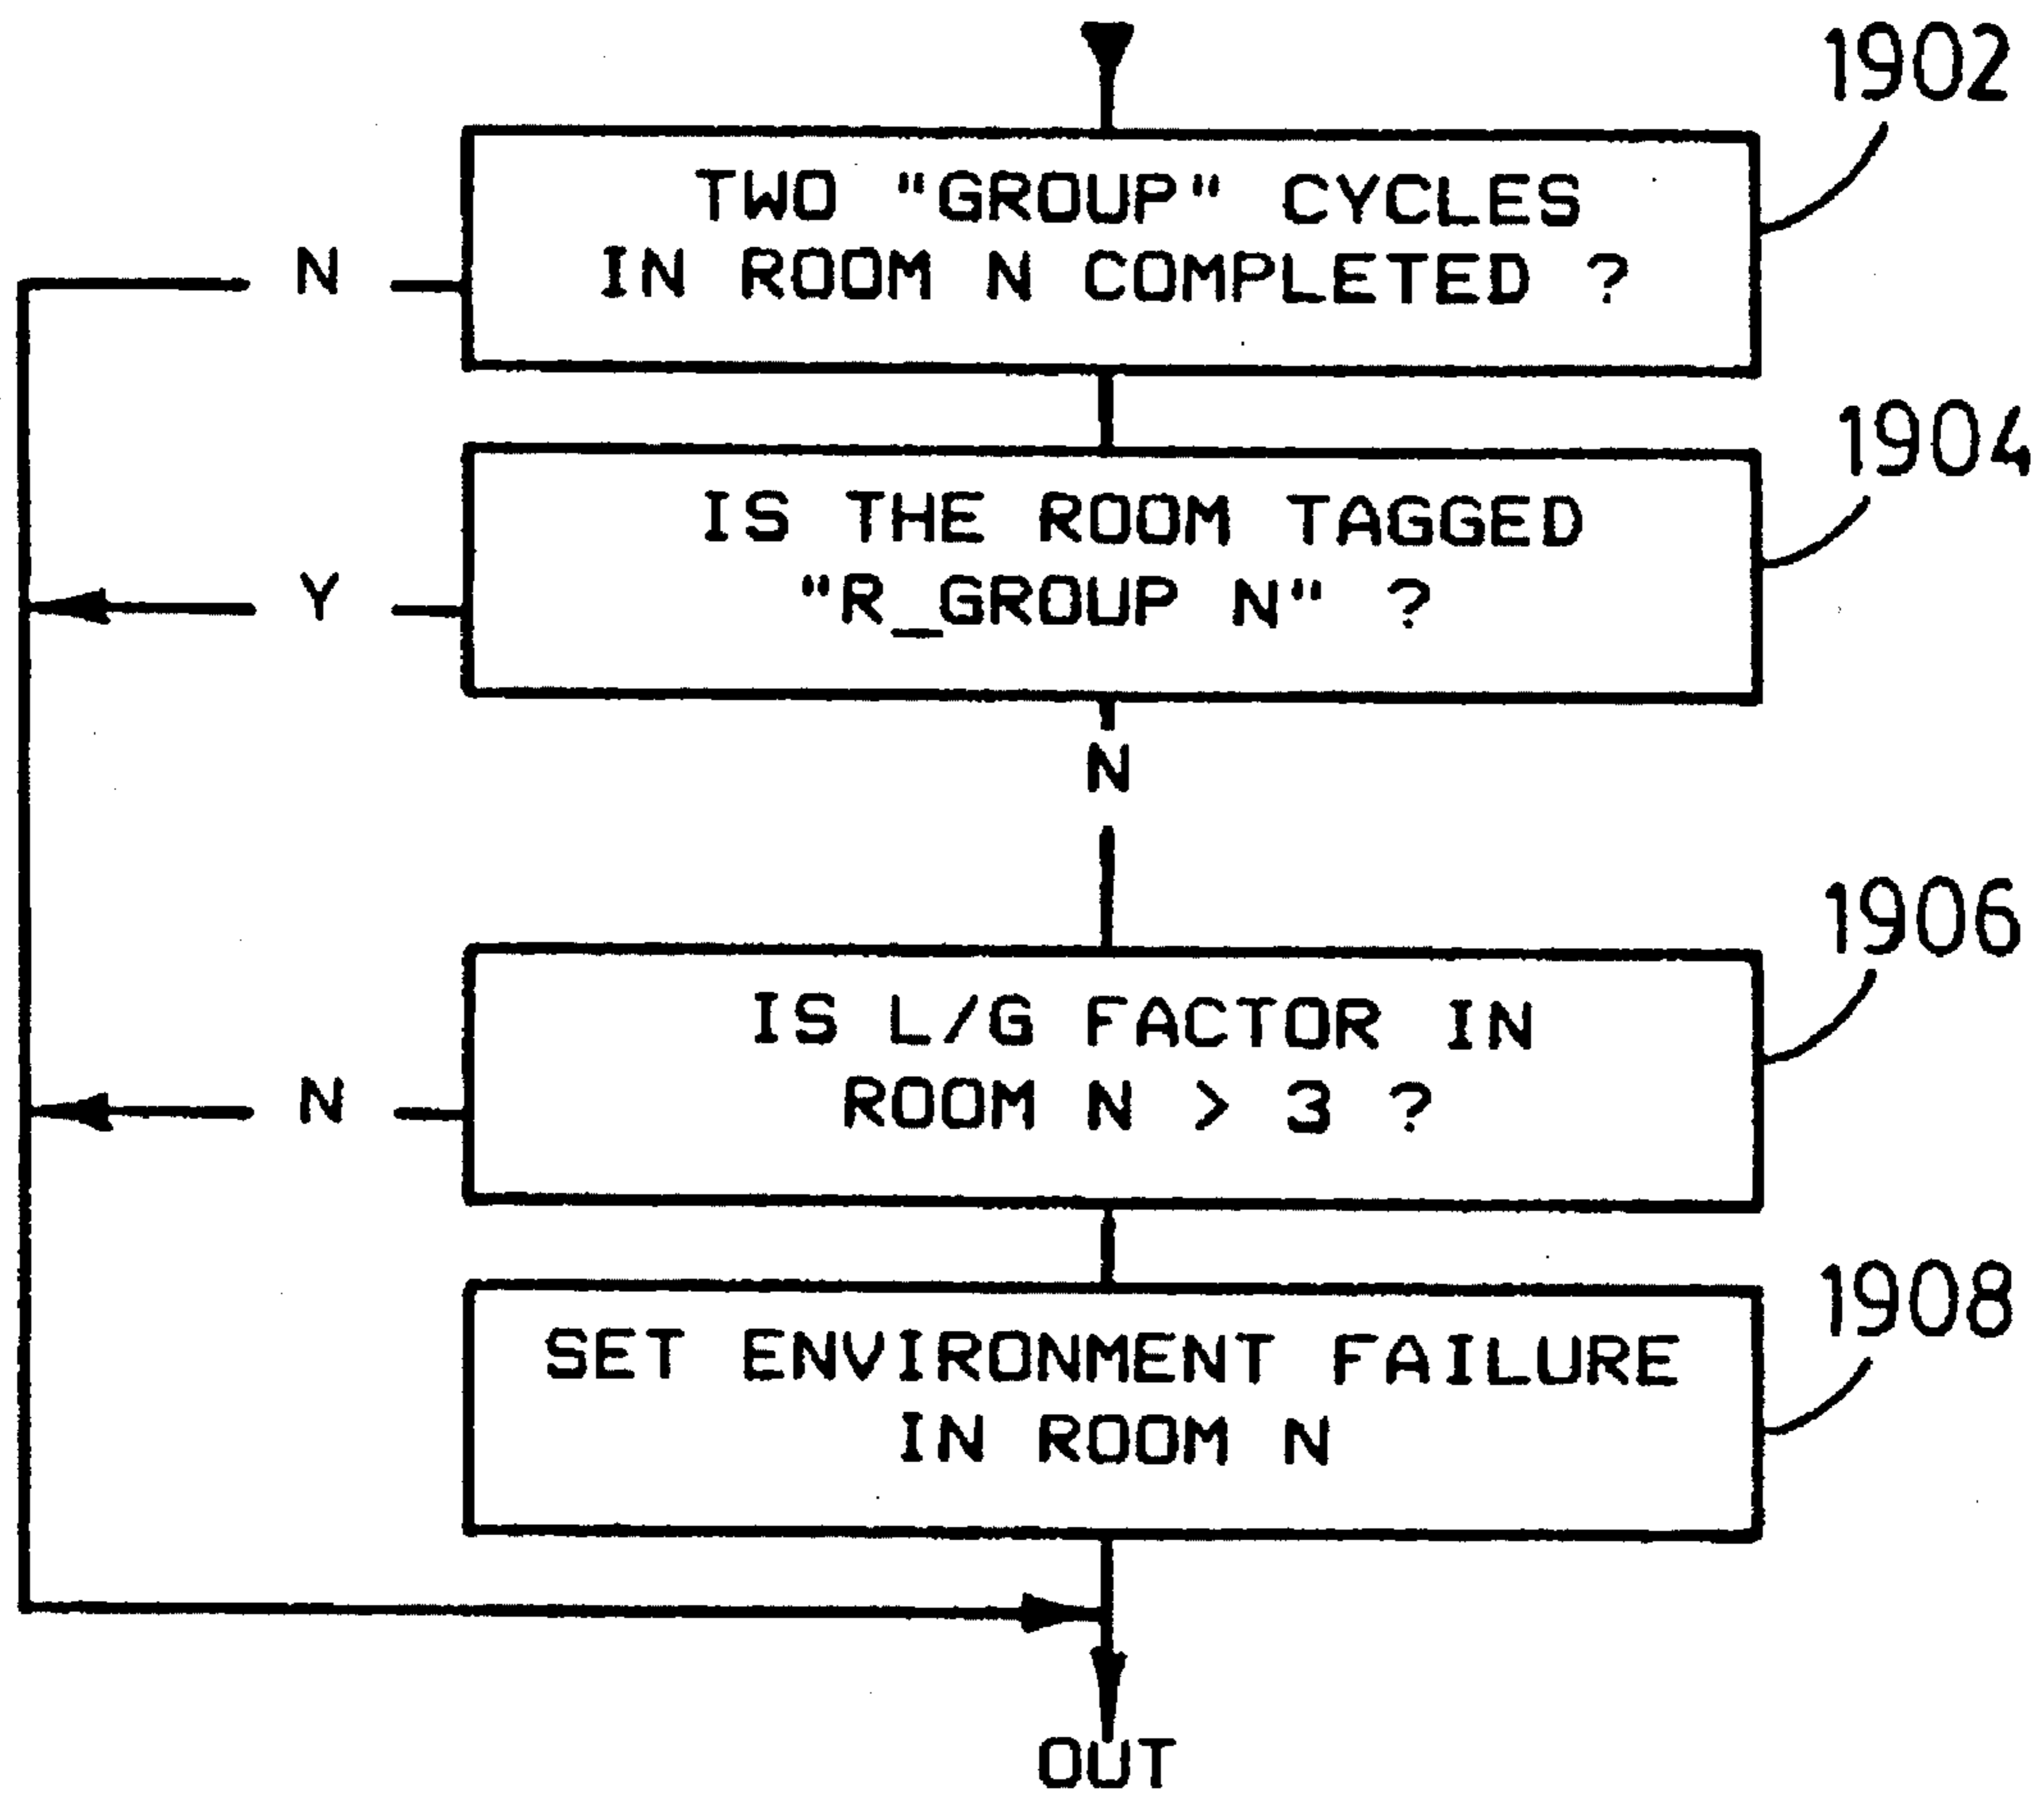 1902
TWO "GROUP" CYCLES
IN ROOM N COMPLETED ?
N
1904
IS THE ROOM TAGGED
"R_GROUP N" ?
Y
N
1906
IS L/G FACTOR IN
ROOM N > 3 ?
N
1908
SET ENVIRONMENT FAILURE
IN ROOM N
OUT